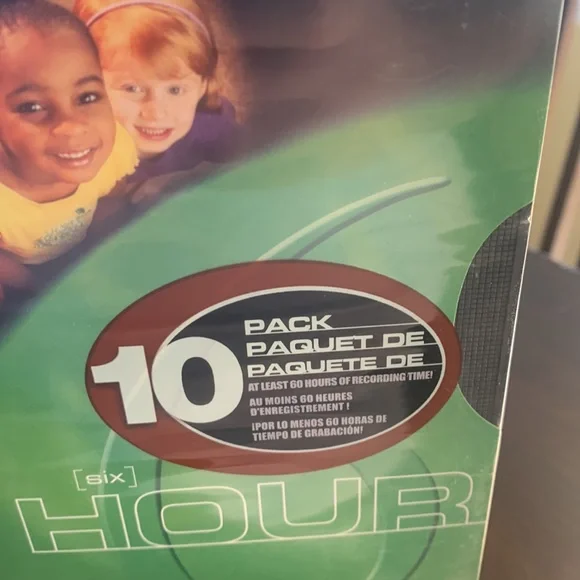 10
PACK
PAQUET DE
PAQUETE DE
AT LEAST 60 HOURS OF RECORDING TIME!
AU MOINS 60 HEURES
D'ENREGISTREMENT !
¡POR LO MENOS 60 HORAS DE
TIEMPO DE GRABACIÓN!
[six]
HOUR